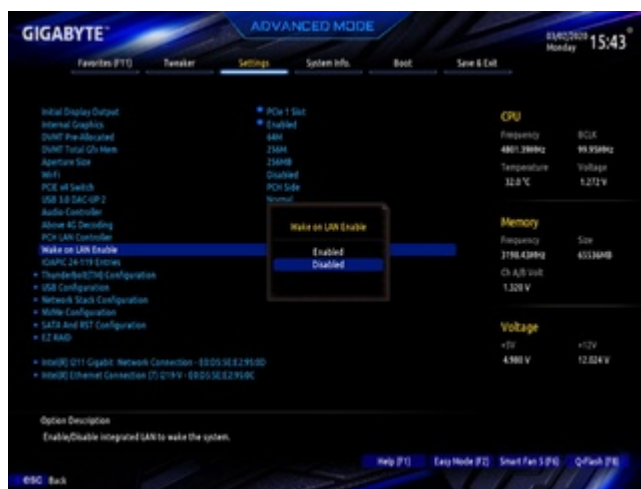 GIGABYTE™
ADVANCED MODE
03/02/2020 Monday 15:43
Favorites (F11) Tweaker Settings System Info. Boot Save & Exit
Initial Display Output PCIe 1 Slot
Internal Graphics Enabled
DVMT Pre-Allocated 64M
DVMT Total Gfx Mem 256M
Aperture Size 256MB
Wi-Fi Disabled
PCIE x4 Switch PCH Side
USB 3.0 DAC-UP 2 Normal
Audio Controller
Above 4G Decoding
PCH LAN Controller
Wake on LAN Enable
IOAPIC 24-119 Entries
Thunderbolt(TM) Configuration
USB Configuration
Network Stack Configuration
NVMe Configuration
SATA And RST Configuration
EZ RAID
Intel(R) I211 Gigabit Network Connection -
Intel(R) Ethernet Connection (7) I219-V -
Wake on LAN Enable
Enabled
Disabled
CPU
Frequency BCLK
4801.39MHz 99.95MHz
Temperature Voltage
32.0 °C 1.272 V
Memory
Frequency Size
3198.43MHz 65536MB
Ch A/B Volt
1.320 V
Voltage
+5V +12V
4.980 V 12.024 V
Option Description
Enable/Disable integrated LAN to wake the system.
Help (F1) Easy Mode (F2) Smart Fan 5 (F6) Q-Flash (F8)
esc Back